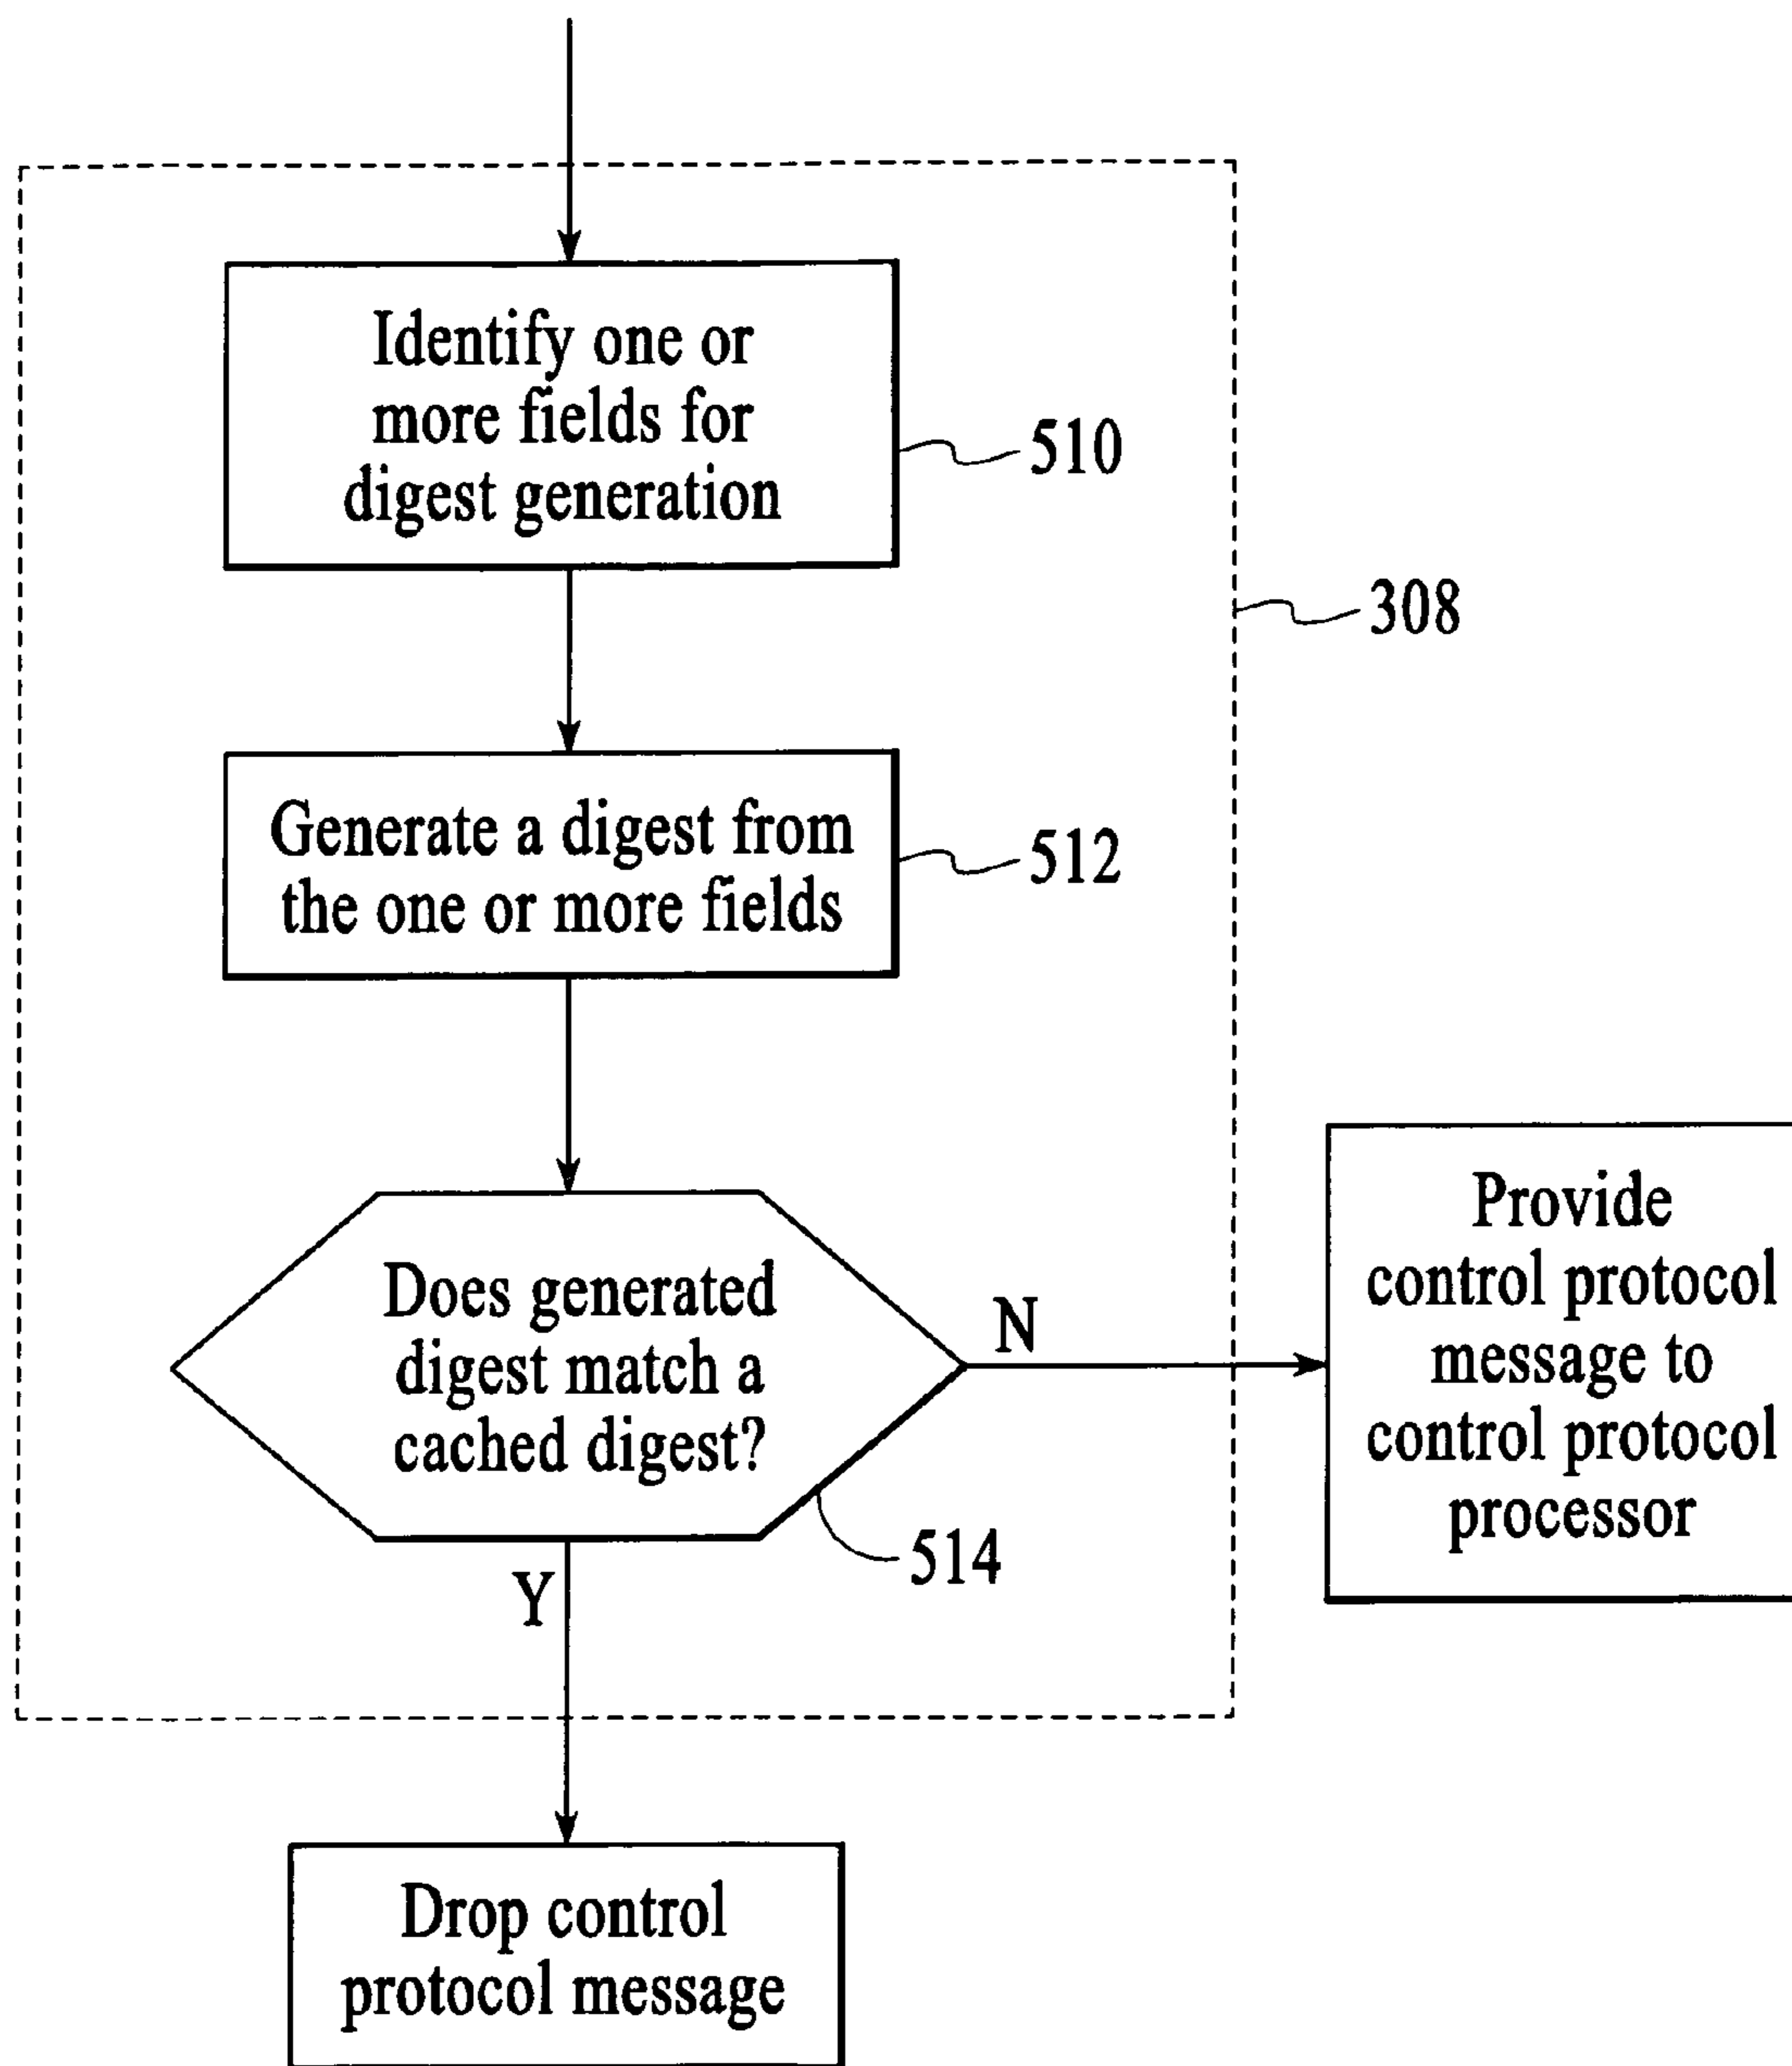 Identify one or
more fields for
digest generation
510
308
Generate a digest from
the one or more fields
512
Does generated
digest match a
cached digest?
N
514
Y
Provide
control protocol
message to
control protocol
processor
Drop control
protocol message